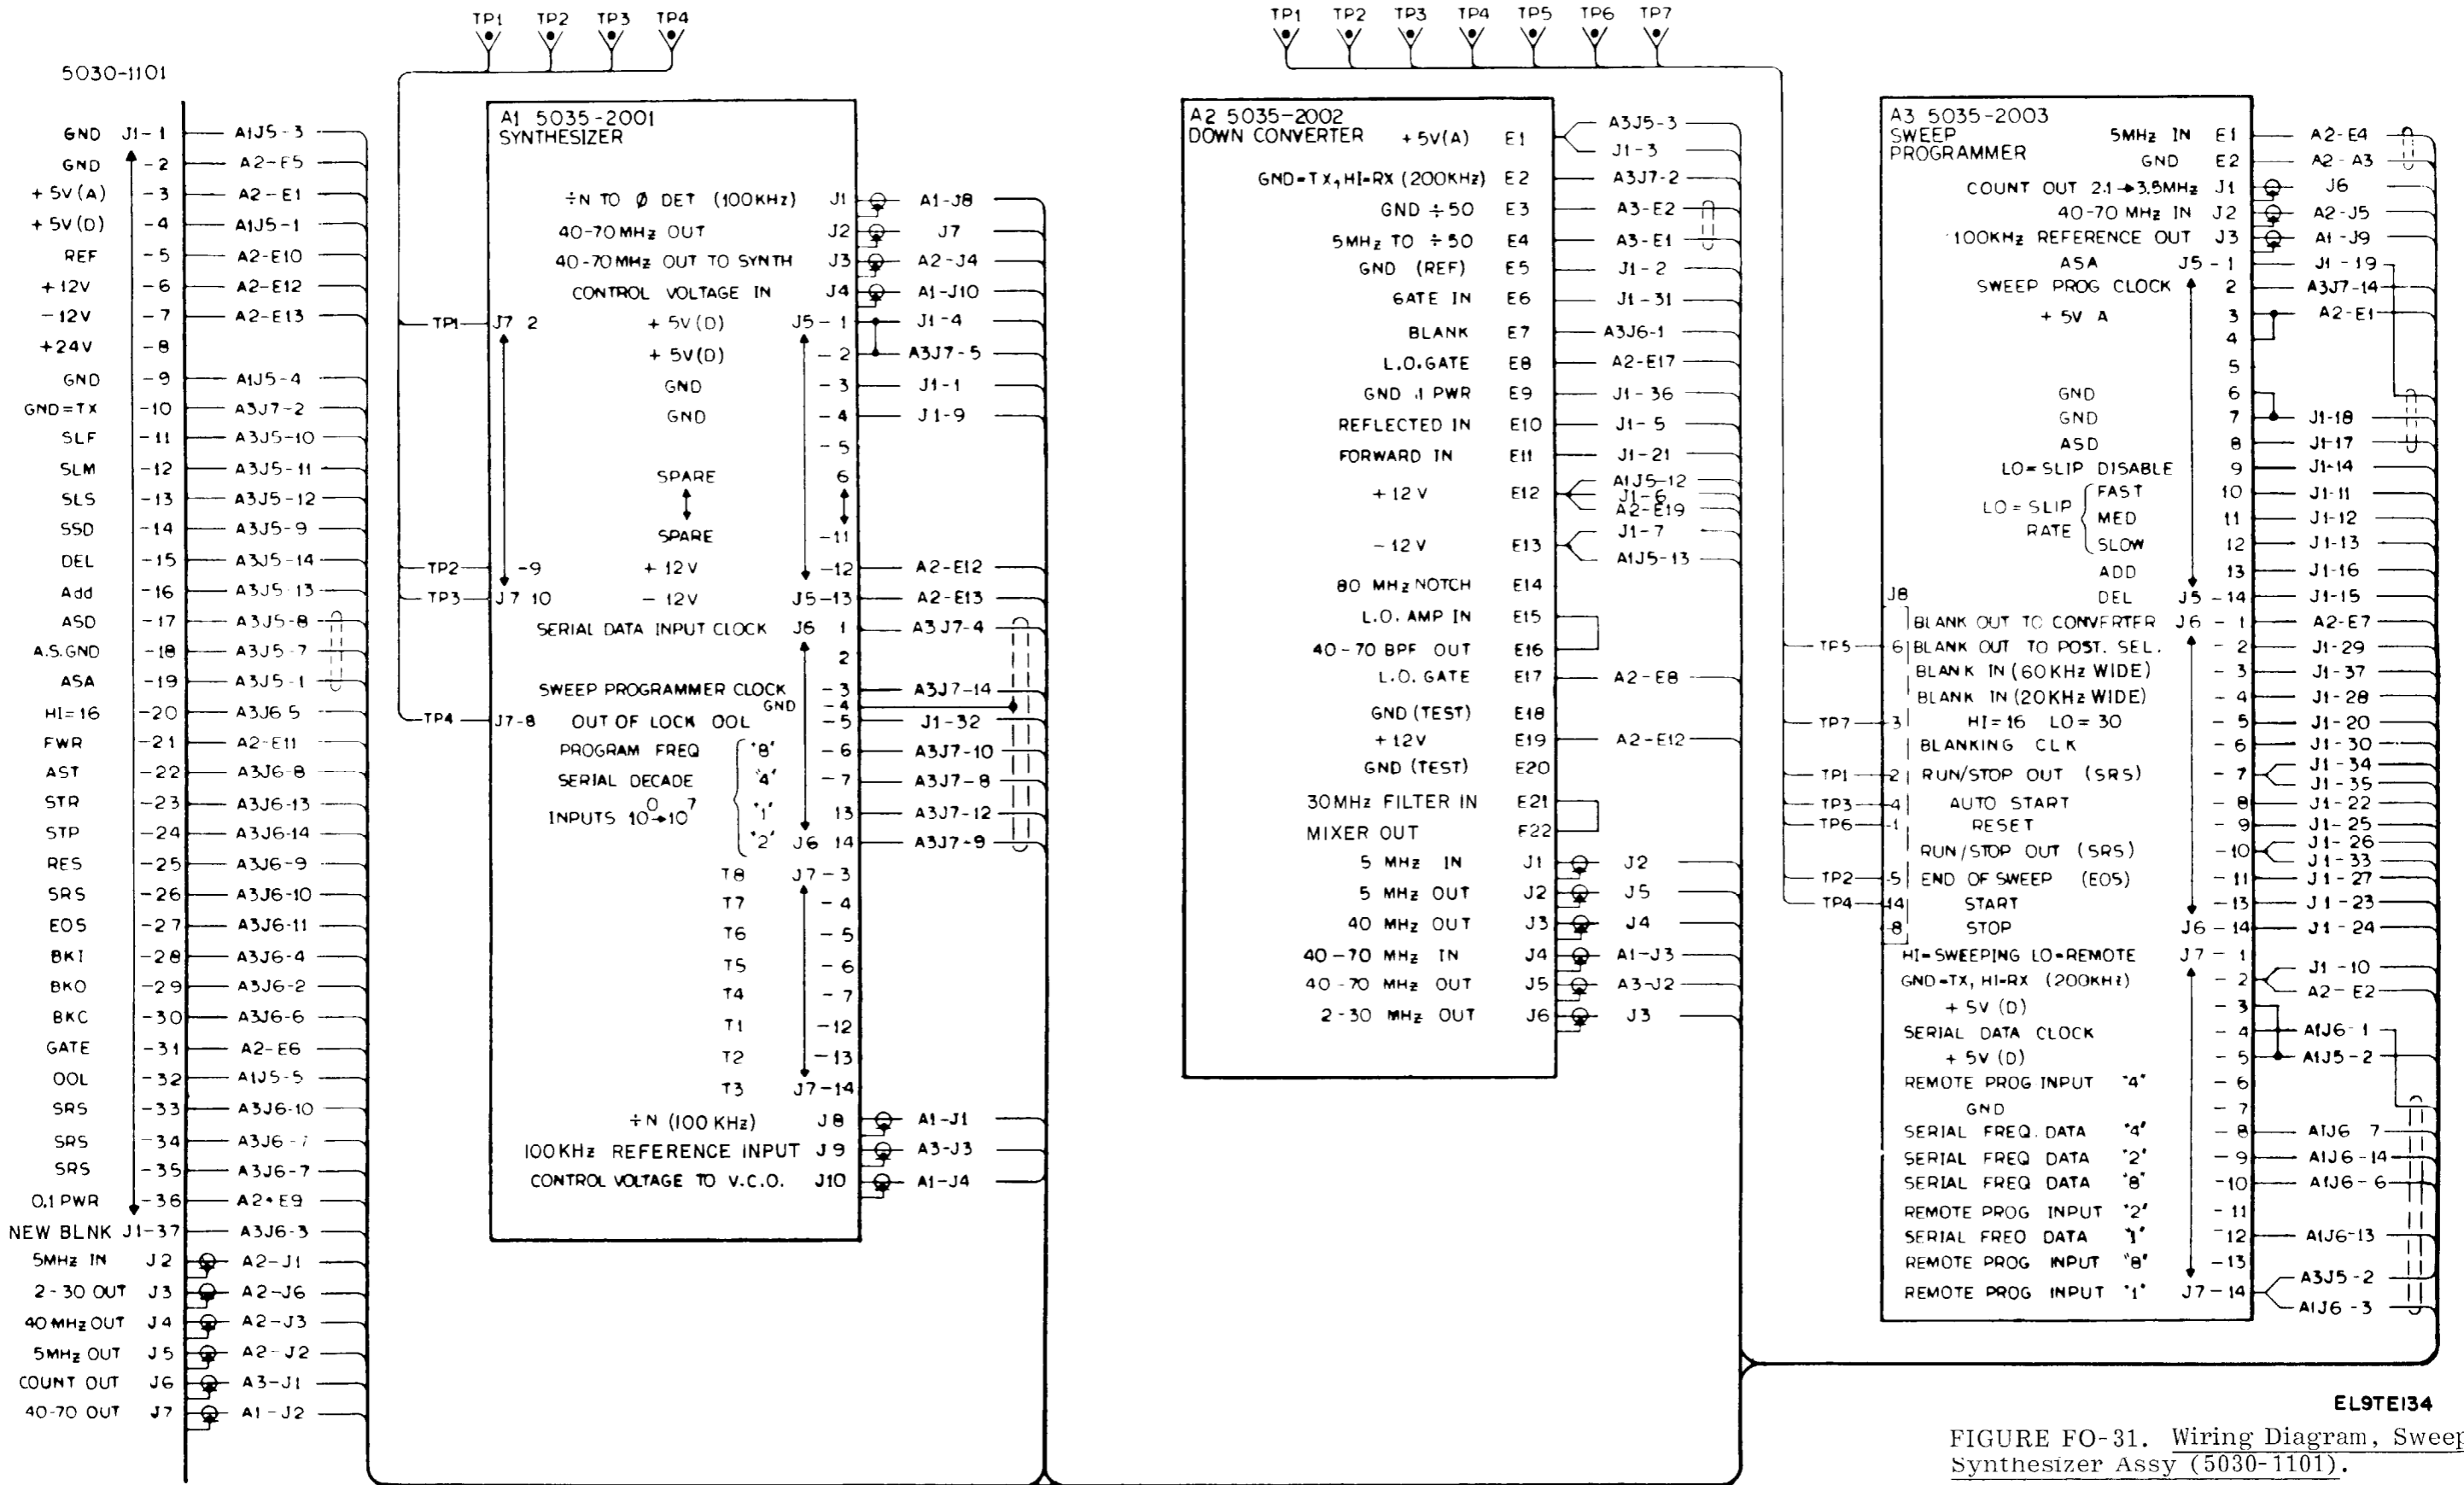 TP1 TP2 TP3 TP4
TP1 TP2 TP3 TP4 TP5 TP6 TP7
5030-1101
GND J1-1 A1J5-3
GND -2 A2-E5
+5V(A) -3 A2-E1
+5V(D) -4 A1J5-1
REF -5 A2-E10
+12V -6 A2-E12
-12V -7 A2-E13
+24V -8
GND -9 A1J5-4
GND=TX -10 A3J7-2
SLF -11 A3J5-10
SLM -12 A3J5-11
SLS -13 A3J5-12
SSD -14 A3J5-9
DEL -15 A3J5-14
Add -16 A3J5-13
ASD -17 A3J5-8
A.S.GND -18 A3J5-7
ASA -19 A3J5-1
HI=16 -20 A3J6 5
FWR -21 A2-E11
AST -22 A3J6-8
STR -23 A3J6-13
STP -24 A3J6-14
RES -25 A3J6-9
SRS -26 A3J6-10
EOS -27 A3J6-11
BKI -28 A3J6-4
BKO -29 A3J6-2
BKC -30 A3J6-6
GATE -31 A2-E6
OOL -32 A1J5-5
SRS -33 A3J6-10
SRS -34 A3J6-7
SRS -35 A3J6-7
0.1 PWR -36 A2-E9
NEW BLNK J1-37 A3J6-3
5MHz IN J2 A2-J1
2-30 OUT J3 A2-J6
40 MHz OUT J4 A2-J3
5MHz OUT J5 A2-J2
COUNT OUT J6 A3-J1
40-70 OUT J7 A1-J2
A1 5035-2001
SYNTHESIZER
÷N TO Ø DET (100KHz) J1 A1-J8
40-70MHz OUT J2 J7
40-70MHz OUT TO SYNTH J3 A2-J4
CONTROL VOLTAGE IN J4 A1-J10
TP1 J7 2 +5V(D) J5-1 J1-4
+5V(D) -2 A3J7-5
GND -3 J1-1
GND -4 J1-9
-5
SPARE 6
SPARE -11
TP2 -9 +12V -12 A2-E12
TP3 J7 10 -12V J5-13 A2-E13
SERIAL DATA INPUT CLOCK J6 1 A3J7-4
2
SWEEP PROGRAMMER CLOCK -3 A3J7-14
GND -4
TP4 J7-8 OUT OF LOCK OOL -5 J1-32
PROGRAM FREQ "8" -6 A3J7-10
SERIAL DECADE "4" -7 A3J7-8
INPUTS 10⁰→10⁷ "1" 13 A3J7-12
"2" J6 14 A3J7-9
T8 J7-3
T7 -4
T6 -5
T5 -6
T4 -7
T1 -12
T2 -13
T3 J7-14
÷N (100 KHz) J8 A1-J1
100KHz REFERENCE INPUT J9 A3-J3
CONTROL VOLTAGE TO V.C.O. J10 A1-J4
A2 5035-2002
DOWN CONVERTER
+5V(A) E1 A3J5-3
J1-3
GND=TX, HI-RX (200KHz) E2 A3J7-2
GND ÷50 E3 A3-E2
5MHz TO ÷50 E4 A3-E1
GND (REF) E5 J1-2
GATE IN E6 J1-31
BLANK E7 A3J6-1
L.O. GATE E8 A2-E17
GND .1 PWR E9 J1-36
REFLECTED IN E10 J1-5
FORWARD IN E11 J1-21
+12V E12 A1J5-12
J1-6
A2-E19
-12V E13 J1-7
A1J5-13
80 MHz NOTCH E14
L.O. AMP IN E15
40-70 BPF OUT E16
L.O. GATE E17 A2-E8
GND (TEST) E18
+12V E19 A2-E12
GND (TEST) E20
30MHz FILTER IN E21
MIXER OUT E22
5 MHz IN J1 J2
5 MHz OUT J2 J5
40 MHz OUT J3 J4
40-70 MHz IN J4 A1-J3
40-70 MHz OUT J5 A3-J2
2-30 MHz OUT J6 J3
A3 5035-2003
SWEEP
PROGRAMMER
5MHz IN E1 A2-E4
GND E2 A2-A3
COUNT OUT 2.1→3.5MHz J1 J6
40-70 MHz IN J2 A2-J5
100KHz REFERENCE OUT J3 A1-J9
ASA J5-1 J1-19
SWEEP PROG CLOCK 2 A3J7-14
+5V A 3 A2-E1
4
5
GND 6
GND 7 J1-18
ASD 8 J1-17
LO=SLIP DISABLE 9 J1-14
LO=SLIP RATE FAST 10 J1-11
MED 11 J1-12
SLOW 12 J1-13
ADD 13 J1-16
DEL J5-14 J1-15
J8
BLANK OUT TO CONVERTER J6-1 A2-E7
TP5 6 BLANK OUT TO POST. SEL. -2 J1-29
BLANK IN (60KHz WIDE) -3 J1-37
BLANK IN (20KHz WIDE) -4 J1-28
TP7 -3 HI=16 LO=30 -5 J1-20
BLANKING CLK -6 J1-30
TP1 2 RUN/STOP OUT (SRS) -7 J1-34
J1-35
TP3 -4 AUTO START -8 J1-22
TP6 -1 RESET -9 J1-25
RUN/STOP OUT (SRS) -10 J1-26
J1-33
TP2 -5 END OF SWEEP (EOS) -11 J1-27
TP4 14 START -13 J1-23
-8 STOP J6-14 J1-24
HI=SWEEPING LO=REMOTE J7-1
GND=TX, HI=RX (200KHz) -2 J1-10
A2-E2
+5V (D) -3
SERIAL DATA CLOCK -4 A1J6-1
+5V (D) -5 A1J5-2
REMOTE PROG INPUT "4" -6
GND -7
SERIAL FREQ. DATA "4" -8 A1J6 7
SERIAL FREQ DATA "2" -9 A1J6-14
SERIAL FREQ DATA "8" -10 A1J6-6
REMOTE PROG INPUT "2" -11
SERIAL FREQ DATA "1" -12 A1J6-13
REMOTE PROG INPUT "8" -13
REMOTE PROG INPUT "1" J7-14 A3J5-2
A1J6-3
EL9TE134
FIGURE FO-31. Wiring Diagram, Sweep
Synthesizer Assy (5030-1101).